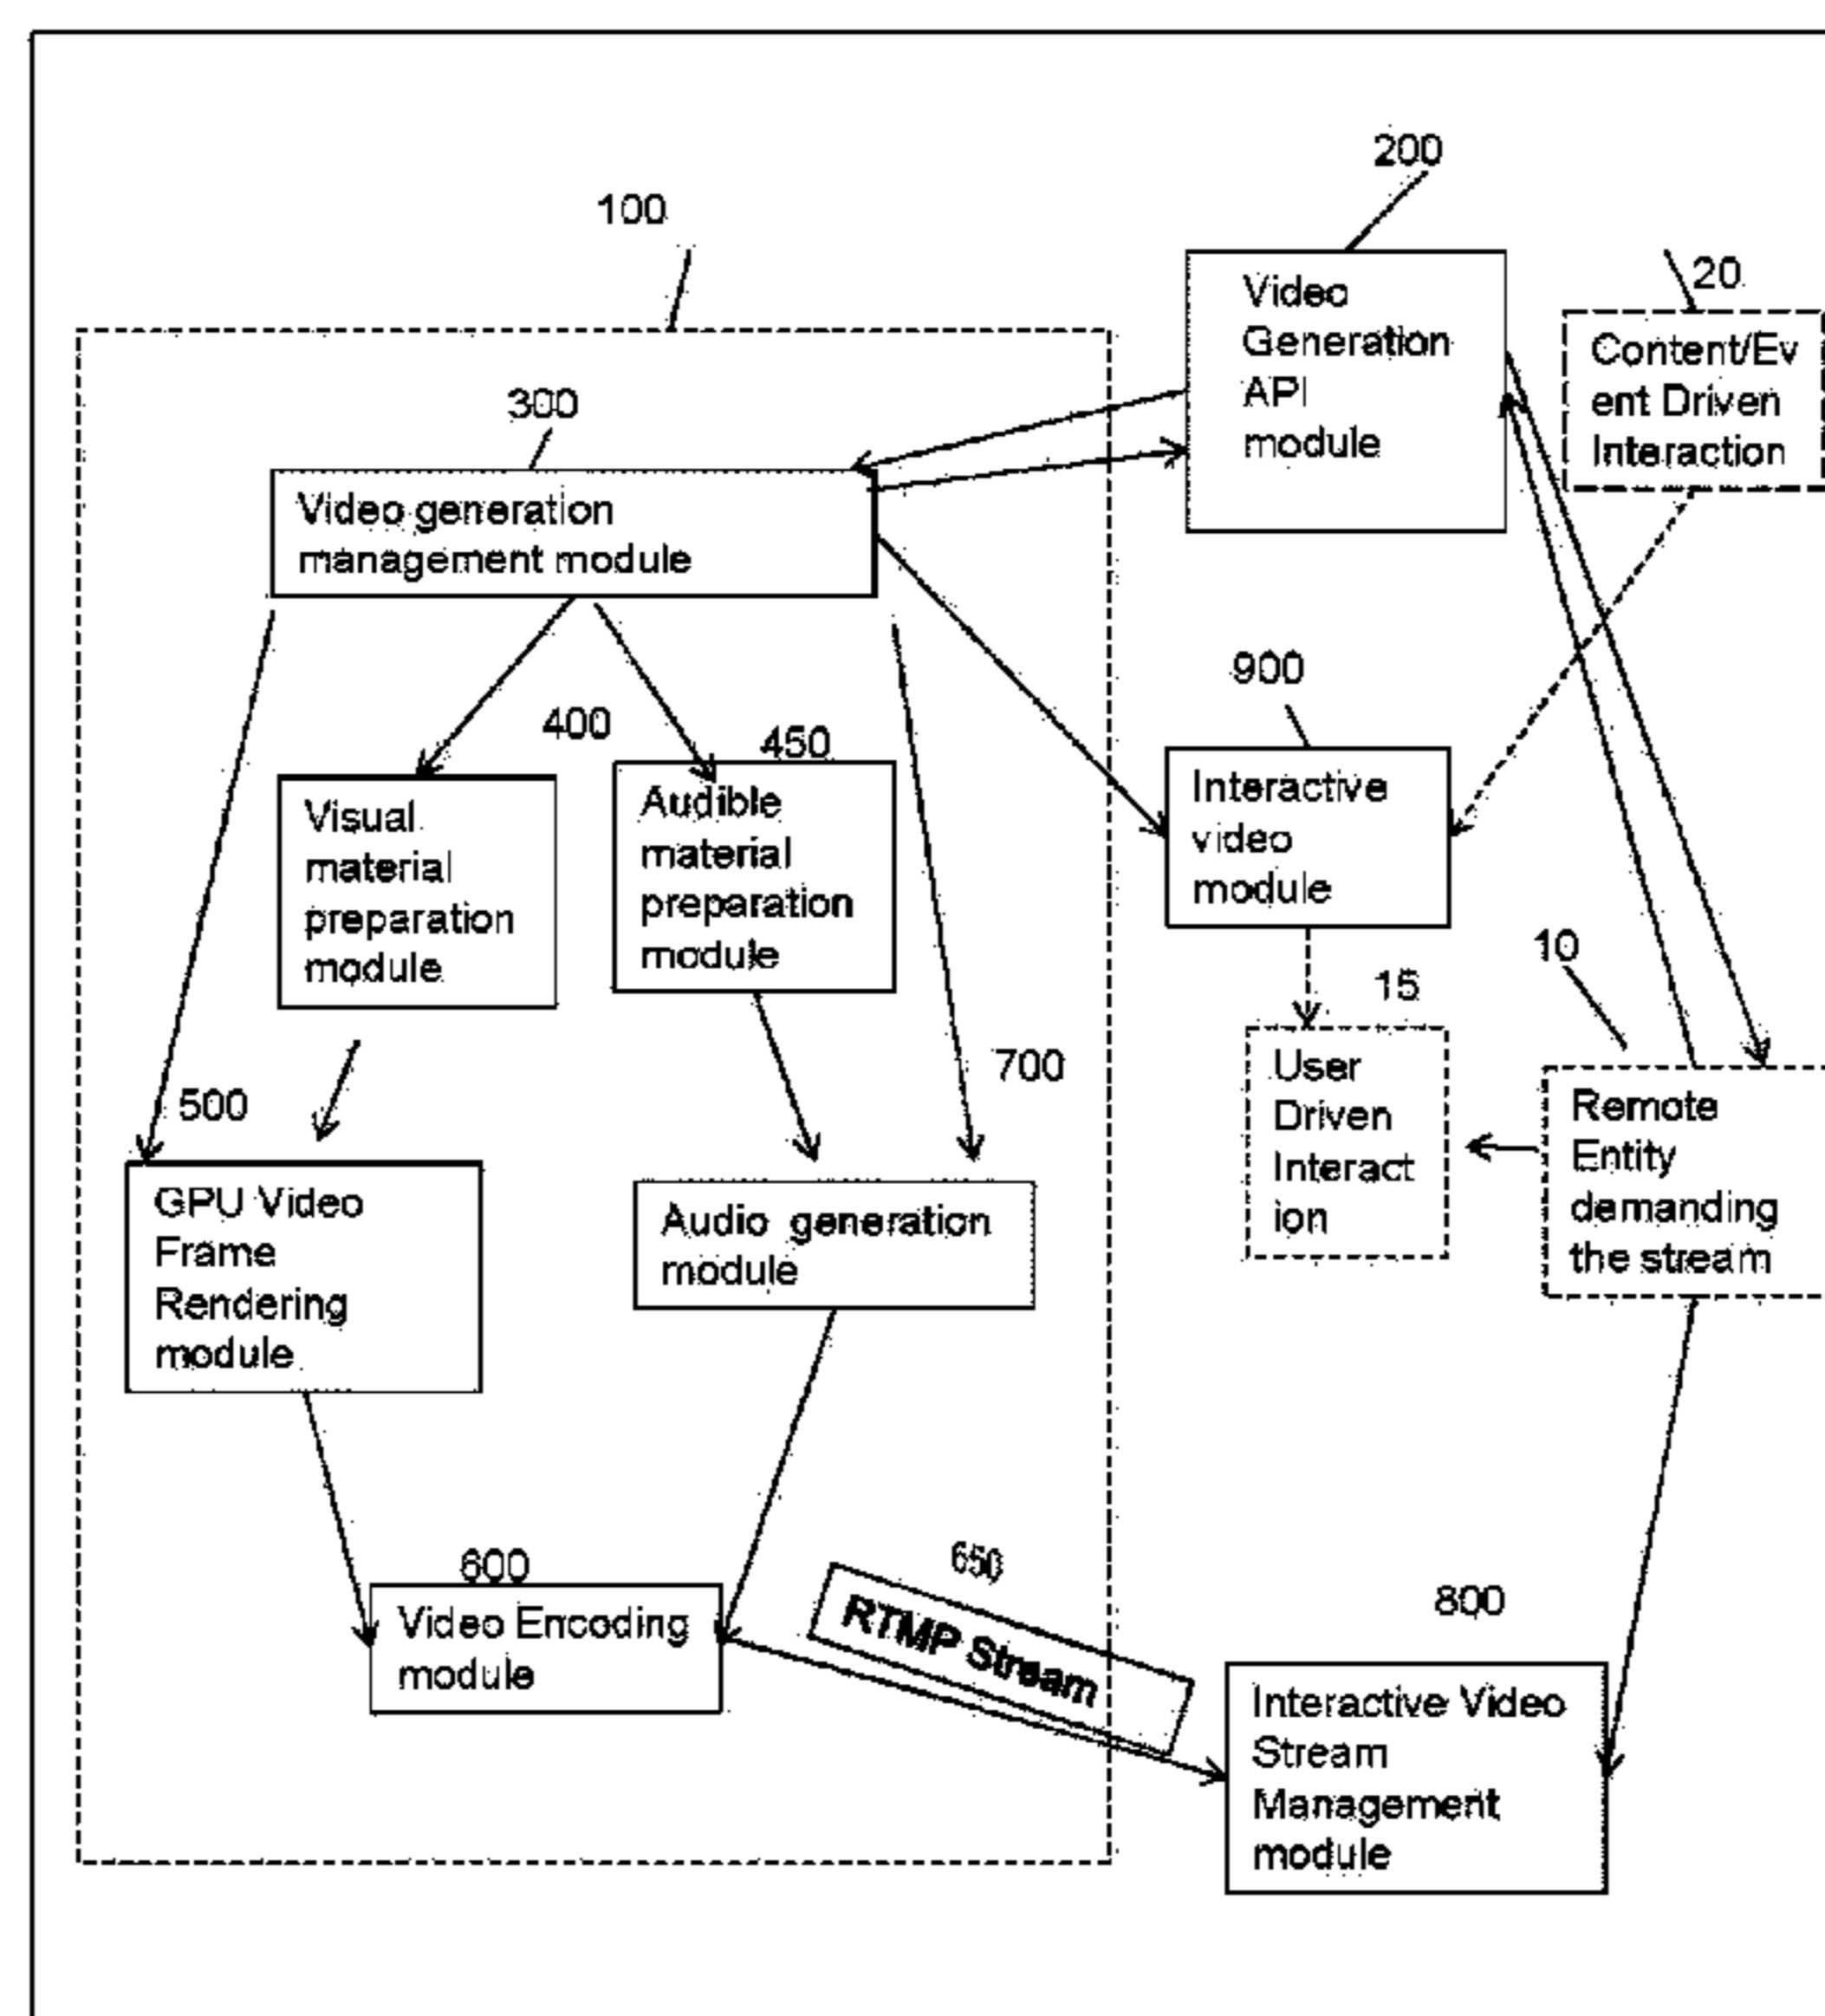 200
100
20
Video
Generation
API
module
Content/Ev
ent Driven
Interaction
300
Video generation
management module
900
400
450
Interactive
video
module
Visual
material
preparation
module
Audible
material
preparation
module
10
15
700
500
User
Driven
Interact
ion
Remote
Entity
demanding
the stream
GPU Video
Frame
Rendering
module
Audio generation
module
650
600
800
RTMP Stream
Video Encoding
module
Interactive Video
Stream
Management
module